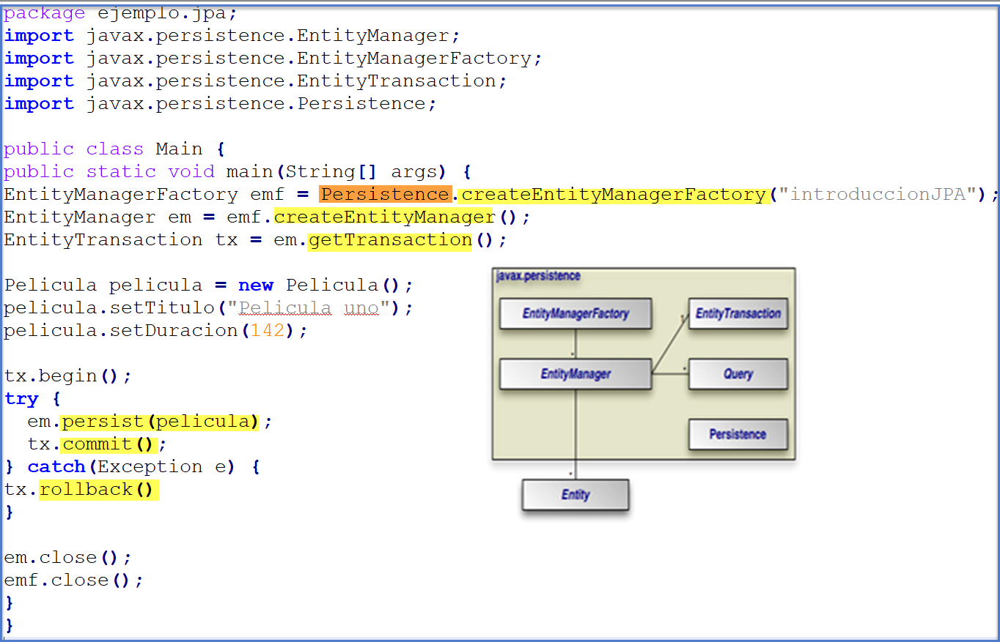 package ejemplo.jpa;
import javax.persistence.EntityManager;
import javax.persistence.EntityManagerFactory;
import javax.persistence.EntityTransaction;
import javax.persistence.Persistence;
public class Main {
public static void main(String[] args) {
EntityManagerFactory emf = Persistence.createEntityManagerFactory("introduccionJPA");
EntityManager em = emf.createEntityManager();
EntityTransaction tx = em.getTransaction();
Pelicula pelicula = new Pelicula();
pelicula.setTitulo("Pelicula uno");
pelicula.setDuracion(142);
tx.begin();
try {
em.persist(pelicula);
tx.commit();
} catch(Exception e) {
tx.rollback()
}
em.close();
emf.close();
}
}
javax.persistence
EntityManagerFactory
EntityTransaction
1
*
EntityManager
*
Query
Persistence
*
Entity